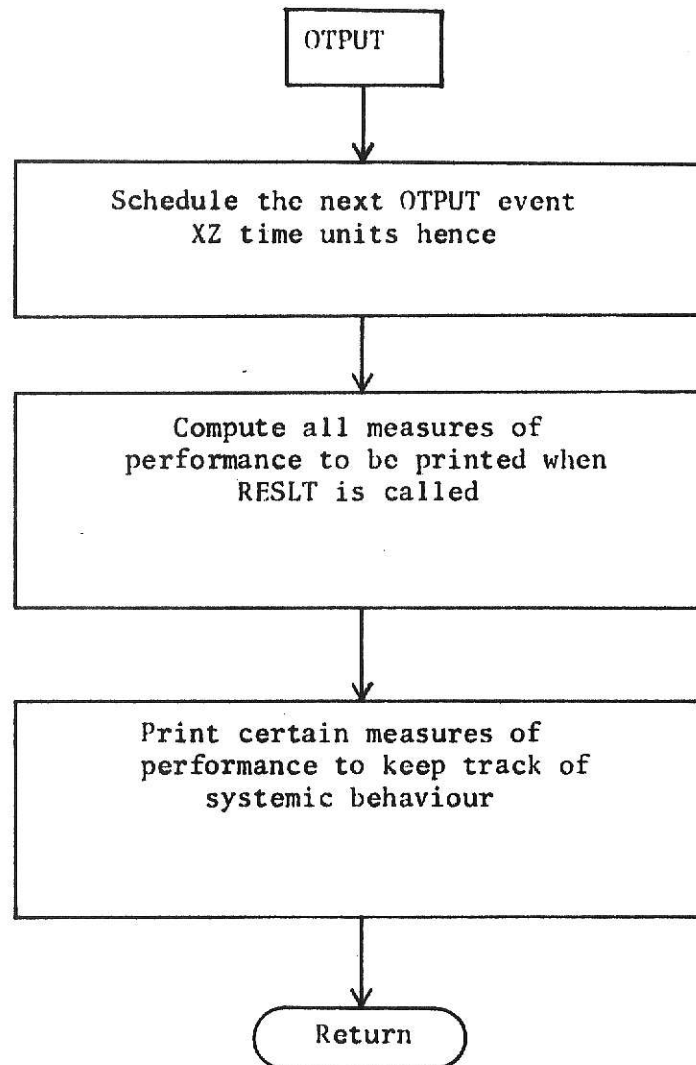 OTPUT
Schedule the next OTPUT event
XZ time units hence
Compute all measures of
performance to be printed when
RESLT is called
Print certain measures of
performance to keep track of
systemic behaviour
Return